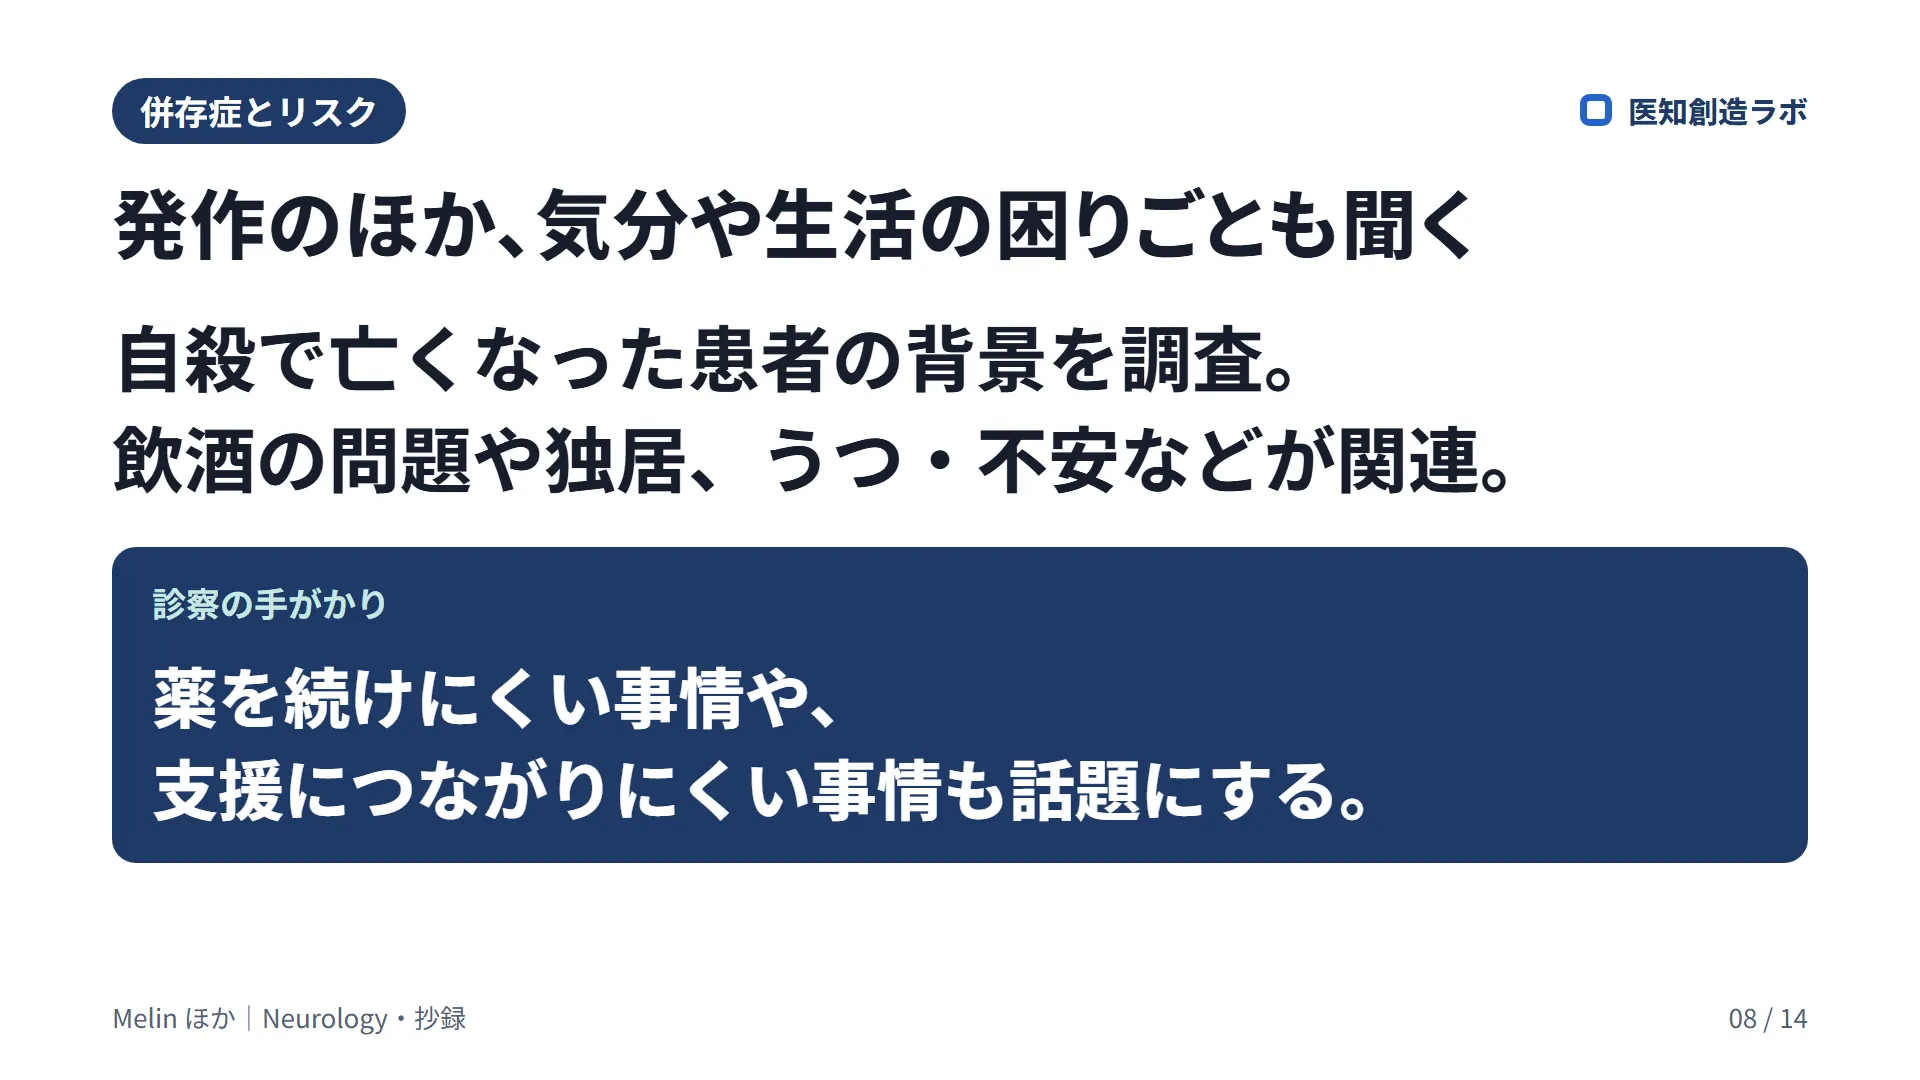 併存症とリスク
医知創造ラボ
発作のほか、気分や生活の困りごとも聞く
自殺で亡くなった患者の背景を調査。
飲酒の問題や独居、うつ・不安などが関連。
診察の手がかり
薬を続けにくい事情や、
支援につながりにくい事情も話題にする。
Melin ほか｜Neurology・抄録
08 / 14